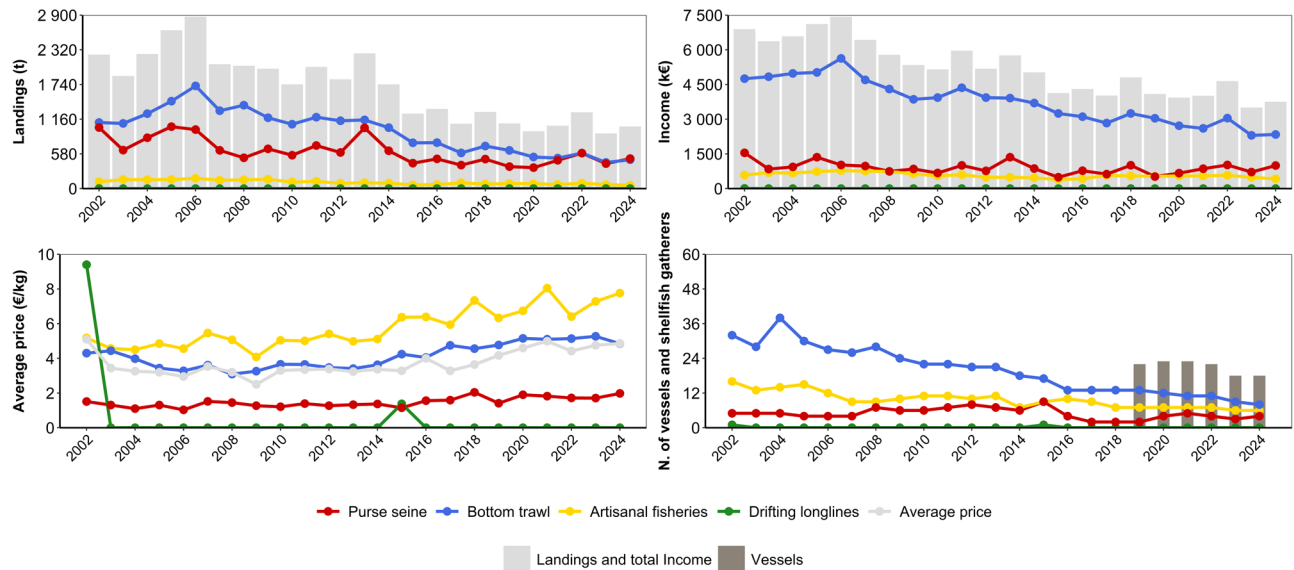 Landings (t)
2 900
2 320
1 740
1 160
580
0
2002 2004 2006 2008 2010 2012 2014 2016 2018 2020 2022 2024
Income (k€)
7 500
6 000
4 500
3 000
1 500
0
2002 2004 2006 2008 2010 2012 2014 2016 2018 2020 2022 2024
Average price (€/kg)
10
8
6
4
2
0
2002 2004 2006 2008 2010 2012 2014 2016 2018 2020 2022 2024
N. of vessels and shellfish gatherers
60
48
36
24
12
0
2002 2004 2006 2008 2010 2012 2014 2016 2018 2020 2022 2024
Purse seine Bottom trawl Artisanal fisheries Drifting longlines Average price
Landings and total Income Vessels